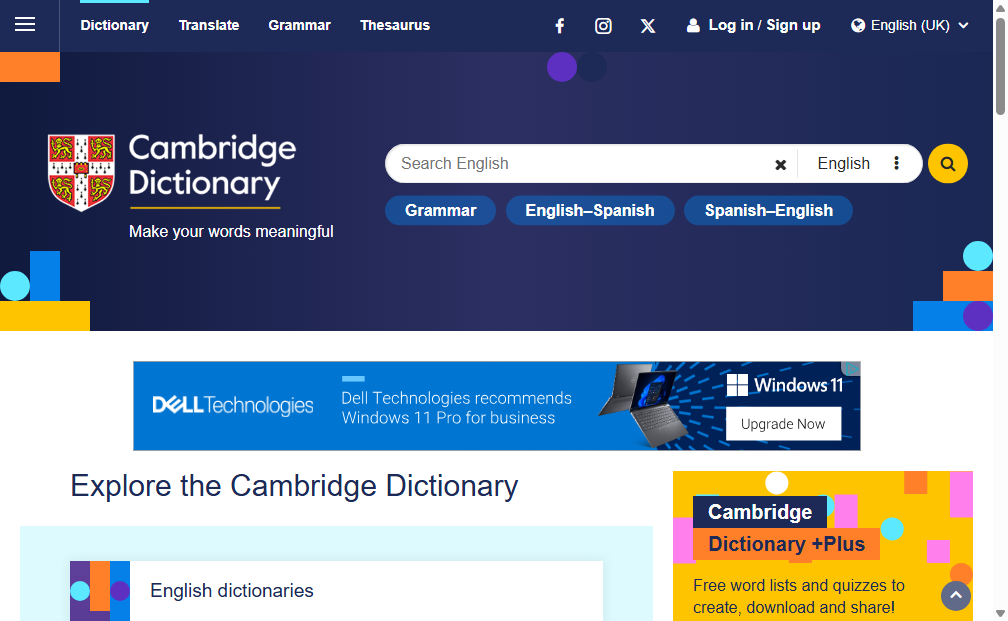 Dictionary Translate Grammar Thesaurus Log in / Sign up English (UK)
Cambridge
Dictionary
Make your words meaningful
Search English English
Grammar English–Spanish Spanish–English
DELLTechnologies
Dell Technologies recommends
Windows 11 Pro for business
Windows 11
Upgrade Now
Explore the Cambridge Dictionary
English dictionaries
Cambridge
Dictionary +Plus
Free word lists and quizzes to
create, download and share!